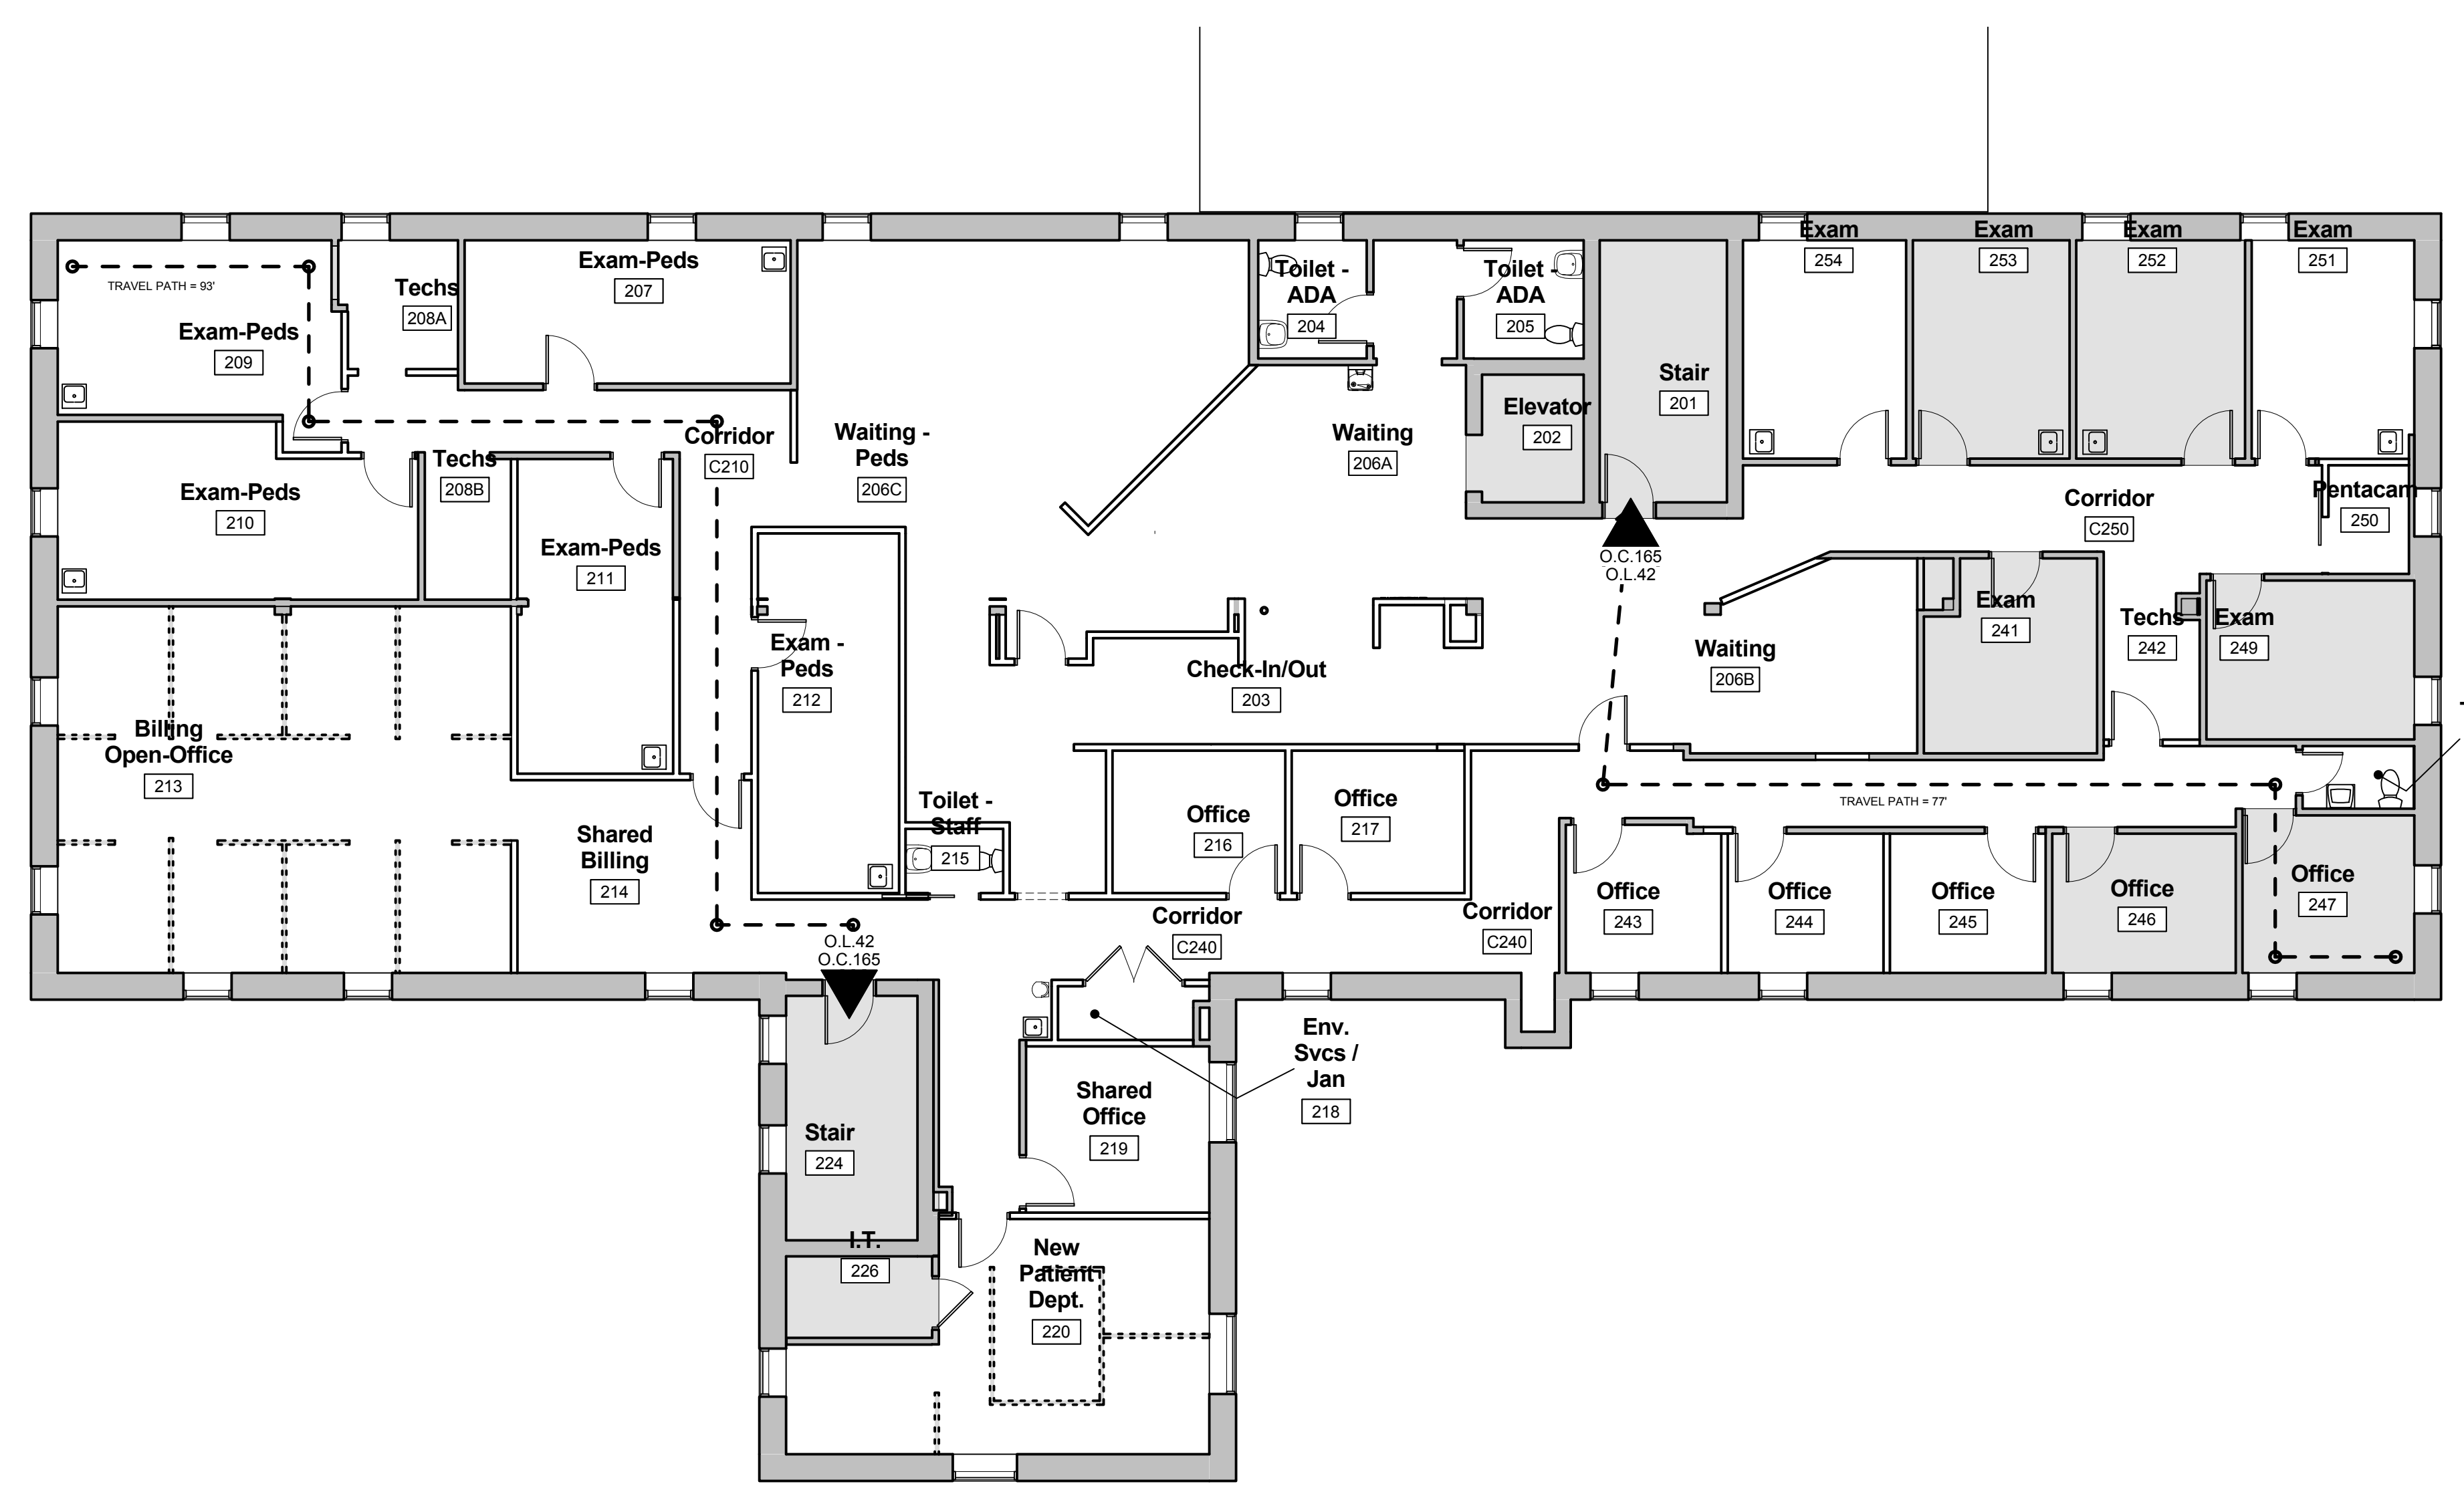 Exam
254
Exam
253
Exam
252
Exam
251
TRAVEL PATH = 93'
Exam-Peds
209
Techs
208A
Exam-Peds
207
Toilet -
ADA
204
Toilet -
ADA
205
Elevator
202
Stair
201
Waiting -
Peds
206C
Waiting
206A
Corridor
C210
Techs
208B
Exam-Peds
210
Exam-Peds
211
Corridor
C250
Pentacam
250
O.C.165
O.L.42
Exam -
Peds
212
Check-In/Out
203
Waiting
206B
Exam
241
Techs
242
Exam
249
Billing
Open-Office
213
Shared
Billing
214
Toilet -
Staff
215
Office
216
Office
217
TRAVEL PATH = 77'
Office
243
Office
244
Office
245
Office
246
Office
247
Corridor
C240
Corridor
C240
O.L.42
O.C.165
Env.
Svcs /
Jan
218
Shared
Office
219
Stair
224
I.T.
226
New
Patient
Dept.
220